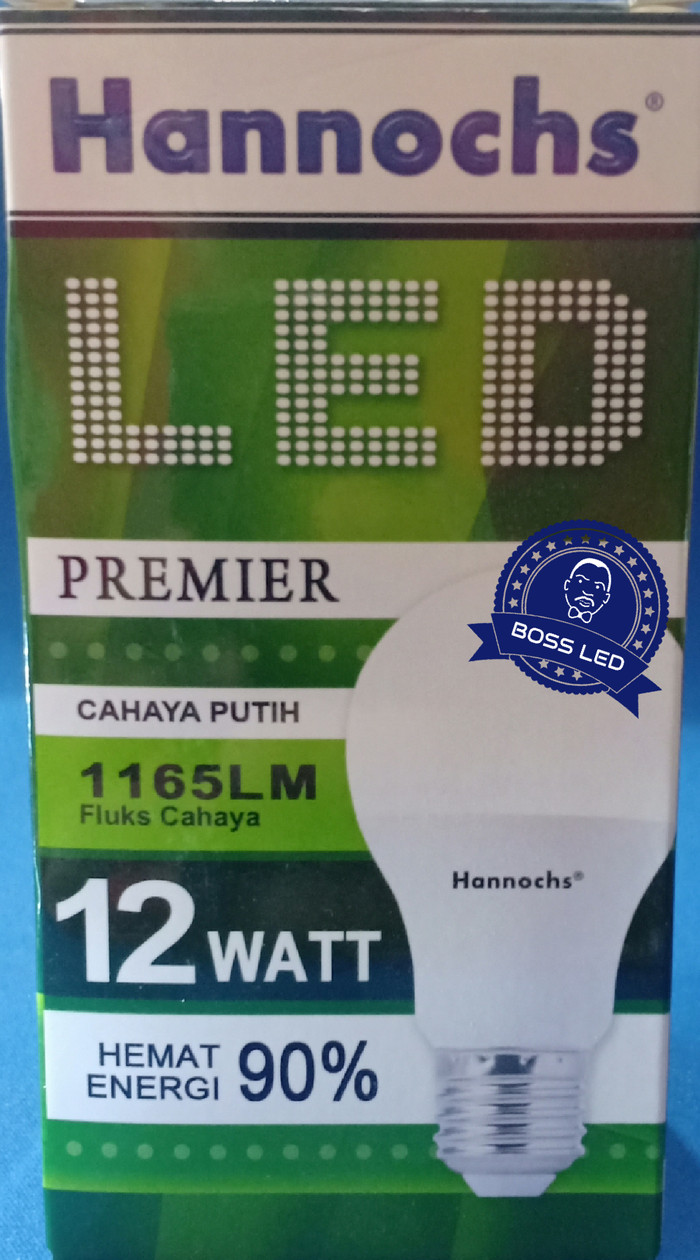 Hannochs®
LED
PREMIER
BOSS LED
CAHAYA PUTIH
1165LM
Fluks Cahaya
Hannochs®
12 WATT
HEMAT
ENERGI 90%